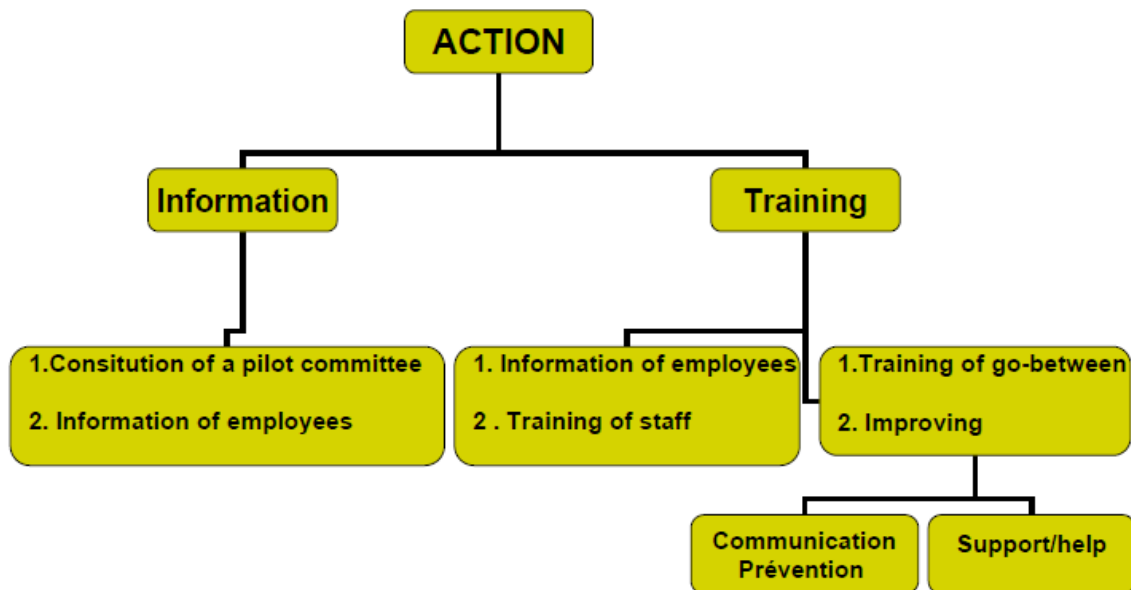 ACTION
Information
Training
1.Consitution of a pilot committee
2. Information of employees
1. Information of employees
2 . Training of staff
1.Training of go-between
2. Improving
Communication
Prévention
Support/help